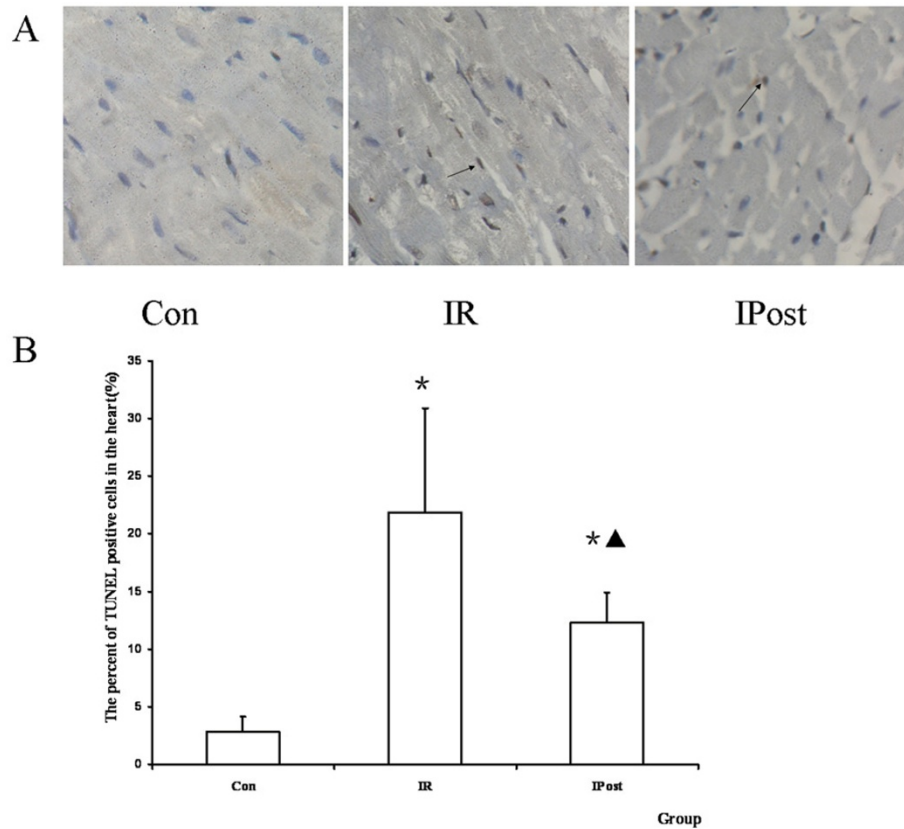 A
Con IR IPost
B
The percent of TUNEL positive cells in the heart(%)
35
30
25
20
15
10
5
0
*
*▲
Con IR IPost
Group